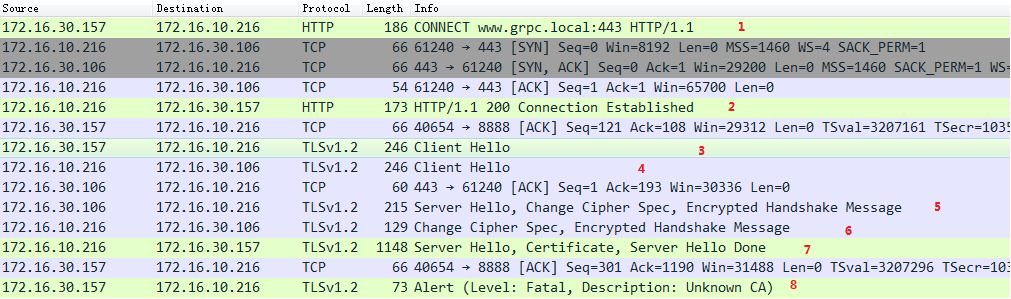 Source Destination Protocol Length Info
172.16.30.157 172.16.10.216 HTTP 186 CONNECT www.grpc.local:443 HTTP/1.1 1
172.16.10.216 172.16.30.106 TCP 66 61240 → 443 [SYN] Seq=0 Win=8192 Len=0 MSS=1460 WS=4 SACK_PERM=1
172.16.30.106 172.16.10.216 TCP 66 443 → 61240 [SYN, ACK] Seq=0 Ack=1 Win=29200 Len=0 MSS=1460 SACK_PERM=1 WS=
172.16.10.216 172.16.30.106 TCP 54 61240 → 443 [ACK] Seq=1 Ack=1 Win=65700 Len=0
172.16.10.216 172.16.30.157 HTTP 173 HTTP/1.1 200 Connection Established 2
172.16.30.157 172.16.10.216 TCP 66 40654 → 8888 [ACK] Seq=121 Ack=108 Win=29312 Len=0 TSval=3207161 TSecr=1035
172.16.30.157 172.16.10.216 TLSv1.2 246 Client Hello 3
172.16.10.216 172.16.30.106 TLSv1.2 246 Client Hello 4
172.16.30.106 172.16.10.216 TCP 60 443 → 61240 [ACK] Seq=1 Ack=193 Win=30336 Len=0
172.16.30.106 172.16.10.216 TLSv1.2 215 Server Hello, Change Cipher Spec, Encrypted Handshake Message 5
172.16.10.216 172.16.30.106 TLSv1.2 129 Change Cipher Spec, Encrypted Handshake Message 6
172.16.10.216 172.16.30.157 TLSv1.2 1148 Server Hello, Certificate, Server Hello Done 7
172.16.30.157 172.16.10.216 TCP 66 40654 → 8888 [ACK] Seq=301 Ack=1190 Win=31488 Len=0 TSval=3207296 TSecr=103
172.16.30.157 172.16.10.216 TLSv1.2 73 Alert (Level: Fatal, Description: Unknown CA) 8